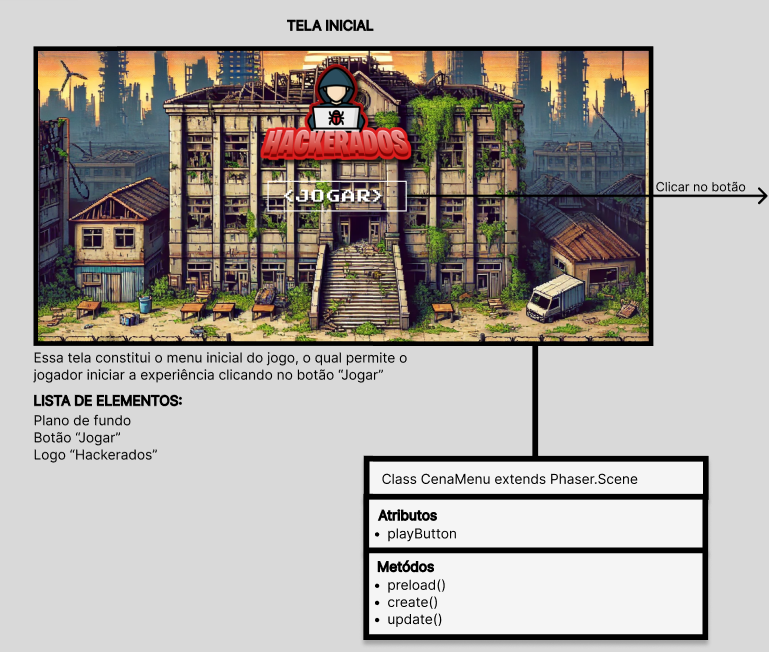 TELA INICIAL
HACKERADOS
<JOGAR>
Clicar no botão
Essa tela constitui o menu inicial do jogo, o qual permite o
jogador iniciar a experiência clicando no botão “Jogar”
LISTA DE ELEMENTOS:
Plano de fundo
Botão “Jogar”
Logo “Hackerados”
Class CenaMenu extends Phaser.Scene
Atributos
• playButton
Metódos
• preload()
• create()
• update()